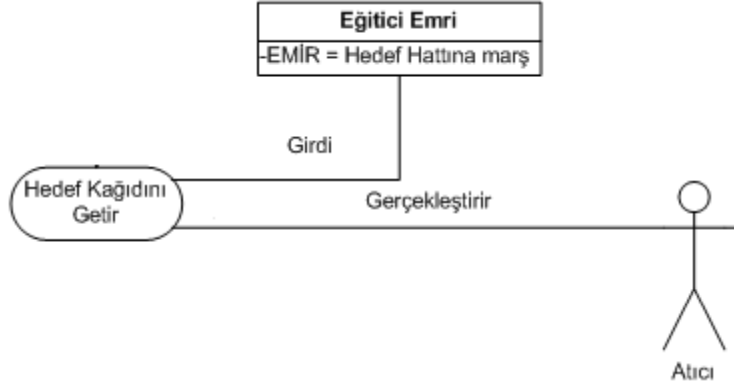 Eğitici Emri
-EMİR = Hedef Hattına marş
Girdi
Hedef Kağıdını
Getir
Gerçekleştirir
Atıcı